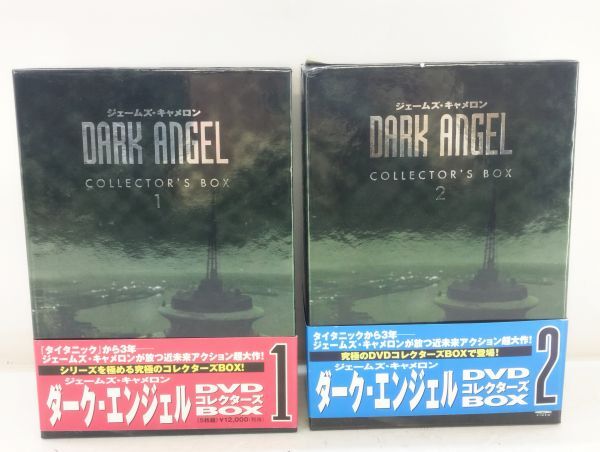 ジェームズ・キャメロン
DARK ANGEL
COLLECTOR'S BOX
1
『タイタニック』から3年――
ジェームズ・キャメロンが放つ近未来アクション超大作!
シリーズを極める究極のコレクターズBOX!
ジェームズ・キャメロン
ダーク・エンジェル
DVD
コレクターズ
BOX
1
(5枚組)¥12,000(税抜)
ジェームズ・キャメロン
DARK ANGEL
COLLECTOR'S BOX
2
『タイタニック』から3年――
ジェームズ・キャメロンが放つ近未来アクション超大作!
究極のDVDコレクターズBOXで登場!
ジェームズ・キャメロン
ダーク・エンジェル
DVD
コレクターズ
BOX
2